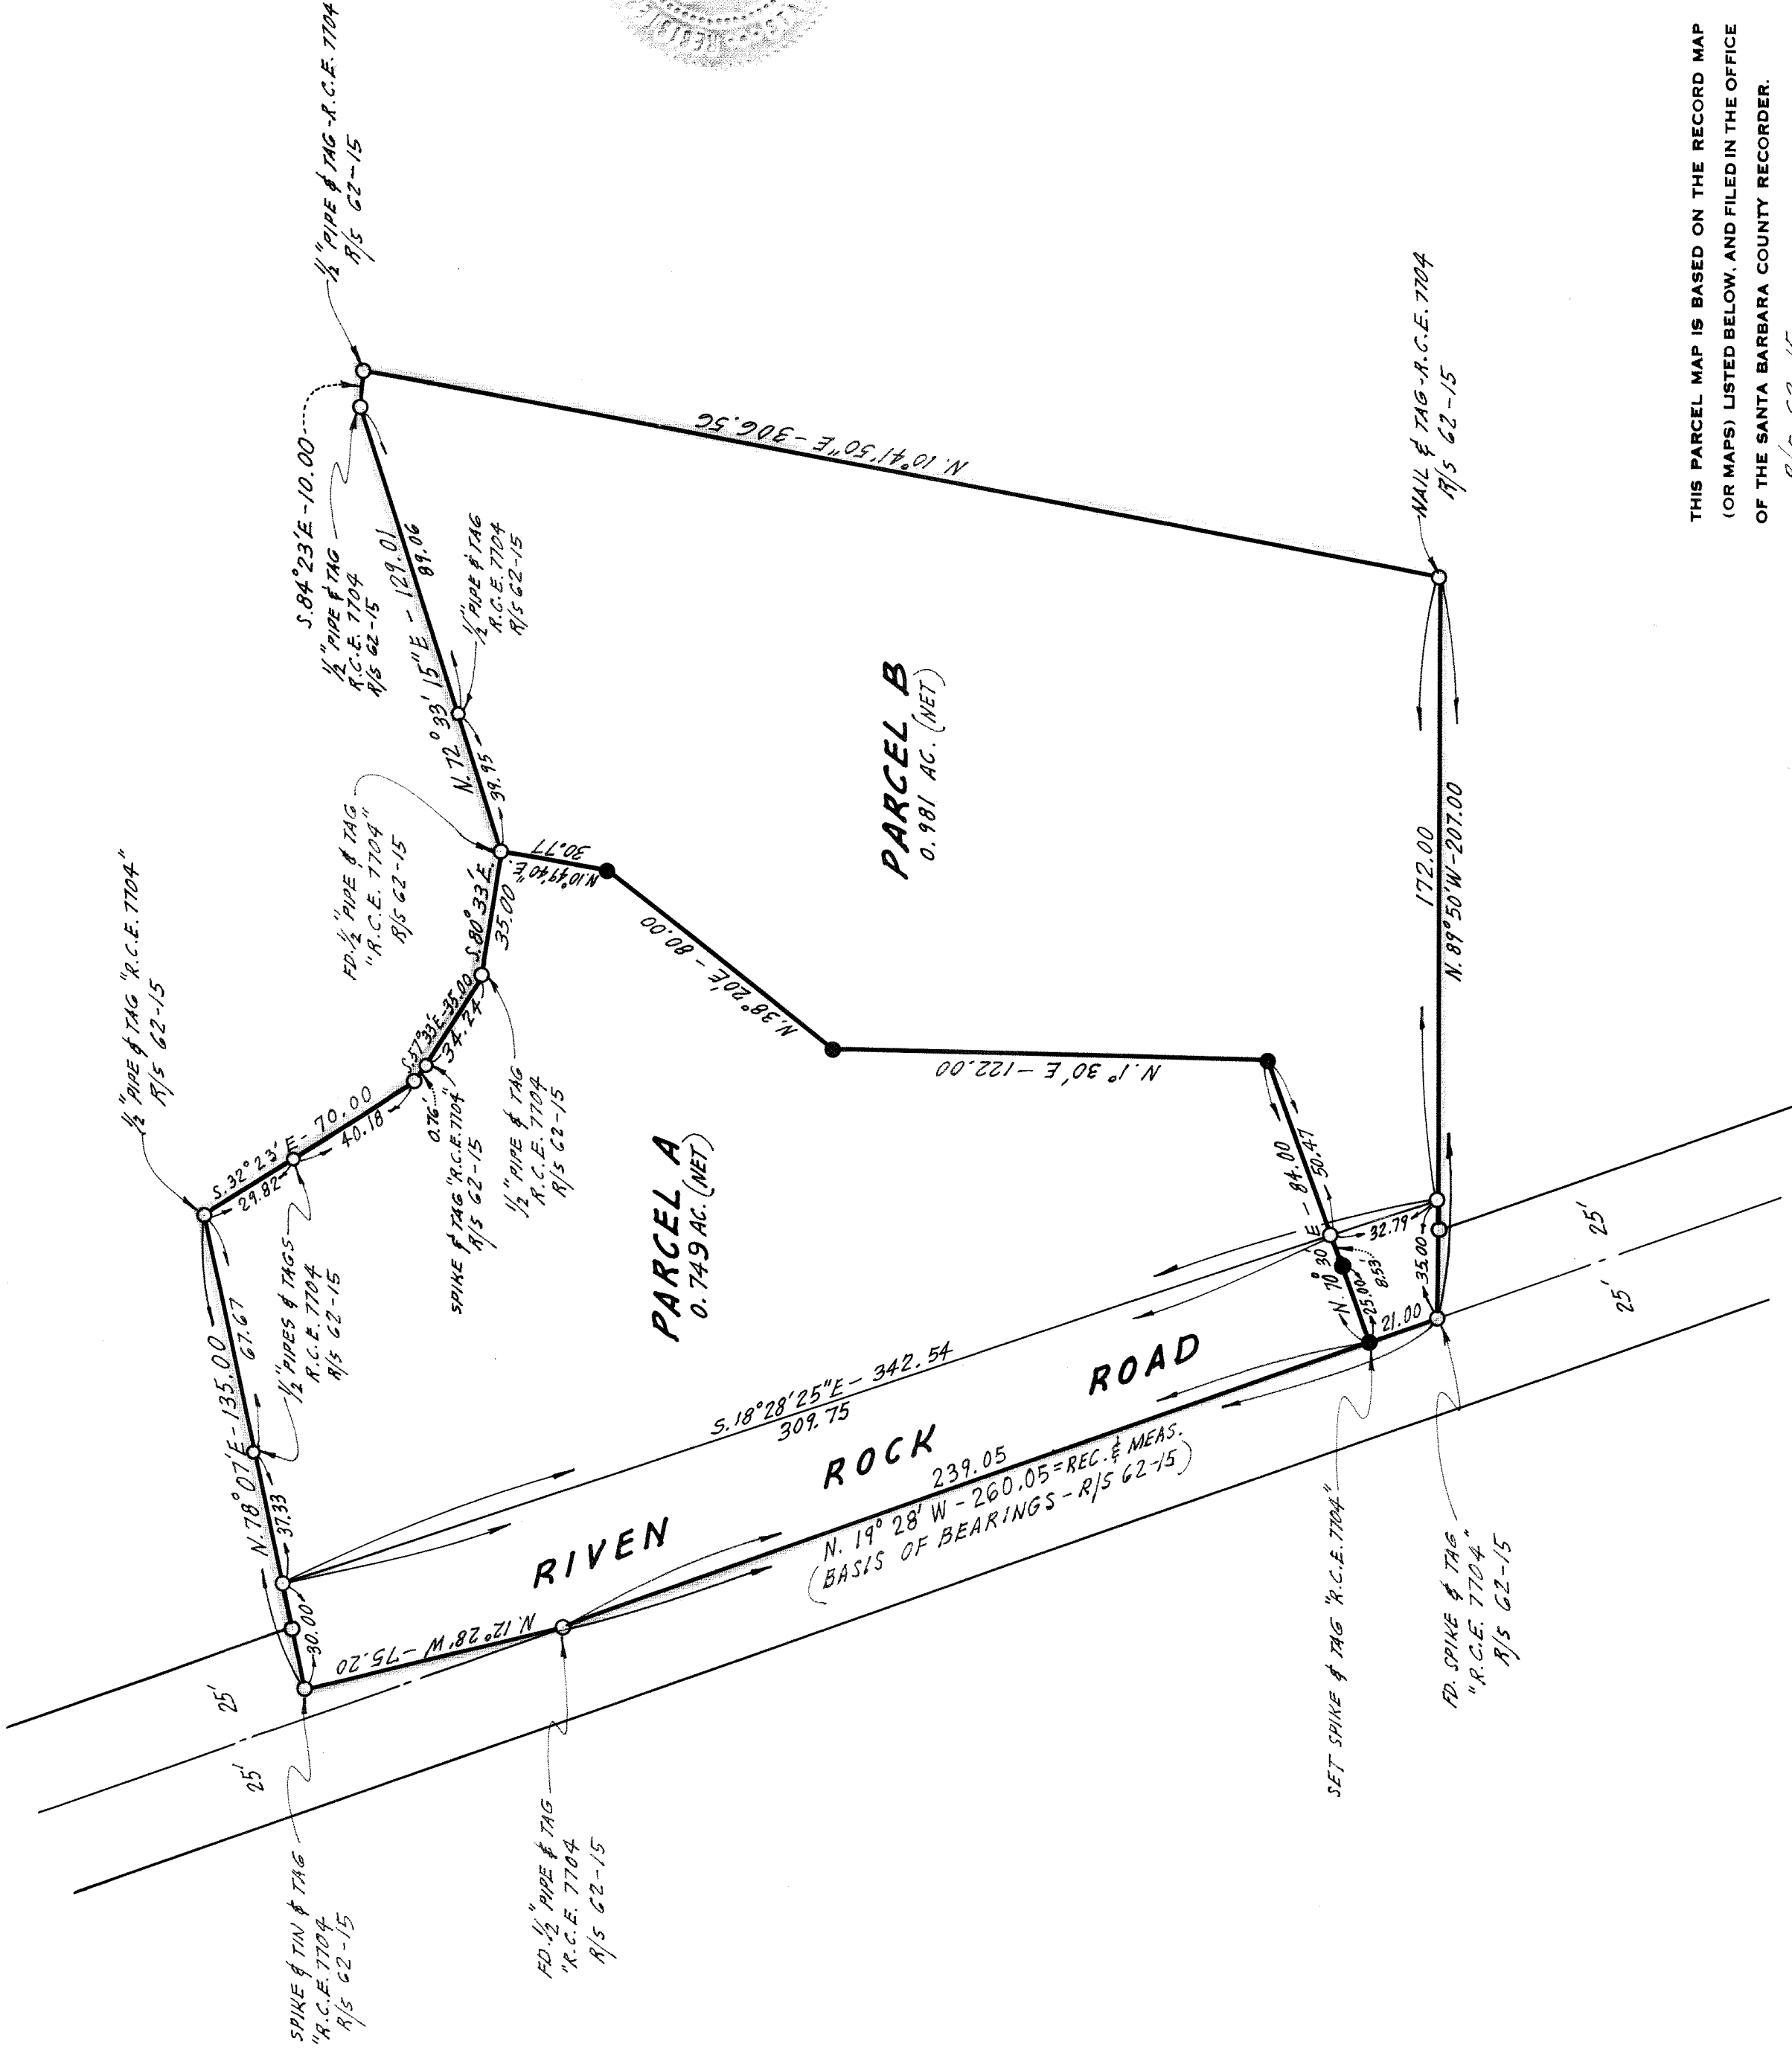 REGISTE
1/2" PIPE & TAG - R.C.E. 7704
R/S 62-15
S.84°23'E - 10.00
1/2" PIPE & TAG
R.C.E. 7704
R/S 62-15
N.72°33'15"E - 129.01
89.06
39.95
1/2" PIPE & TAG
R.C.E. 7704
R/S 62-15
FD. 1/2" PIPE & TAG
"R.C.E. 7704"
R/S 62-15
1/2" PIPE & TAG "R.C.E. 7704"
R/S 62-15
S.32°23'E - 70.00
29.82
40.18
S.57°33'E - 35.00
34.24
0.76'
S.80°33'E.
35.00
N.10°49'40"E.
30.77
N.38°20'E - 80.00
N.1°30'E - 122.00
SPIKE & TAG "R.C.E. 7704"
R/S 62-15
1/2" PIPE & TAG
R.C.E. 7704
R/S 62-15
1/2" PIPES & TAGS
R.C.E. 7704
R/S 62-15
N.78°07'E - 135.00
67.67
37.33
30.00
PARCEL A
0.749 AC. (NET)
PARCEL B
0.981 AC. (NET)
N.10°41'50"E - 306.56
NAIL & TAG - R.C.E. 7704
R/S 62-15
172.00
N.89°50'W - 207.00
N.70°30'E - 84.00
50.47
32.79
8.53'
25.00
35.00
21.00
S.18°28'25"E - 342.54
309.75
RIVEN ROCK ROAD
239.05
N. 19° 28' W - 260.05 = REC. & MEAS.
(BASIS OF BEARINGS - R/S 62-15)
N.12°28'W - 75.20
25'
25'
25'
25'
SPIKE & TIN & TAG
"R.C.E. 7704
R/S 62-15
FD. 1/2" PIPE & TAG
"R.C.E. 7704
R/S 62-15
SET SPIKE & TAG "R.C.E. 7704"
FD. SPIKE & TAG
"R.C.E. 7704"
R/S 62-15
THIS PARCEL MAP IS BASED ON THE RECORD MAP
(OR MAPS) LISTED BELOW, AND FILED IN THE OFFICE
OF THE SANTA BARBARA COUNTY RECORDER.
R/S 62-15